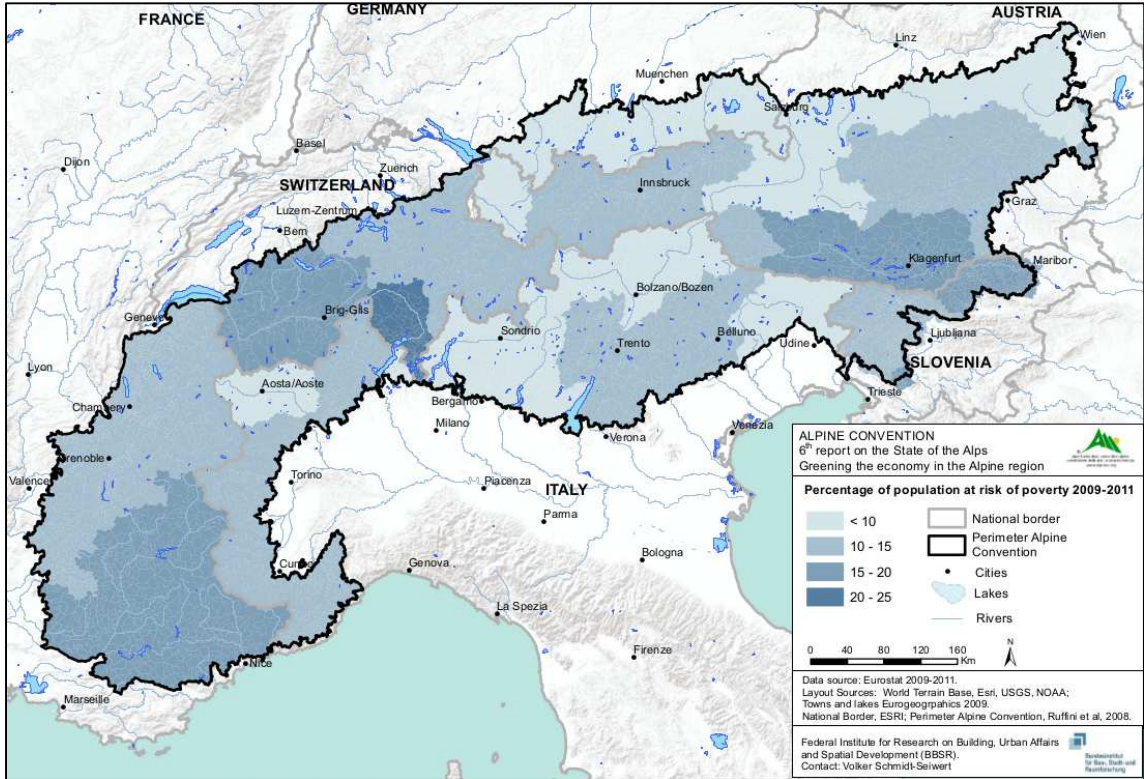 FRANCE
GERMANY
AUSTRIA
Linz
Wien
Muenchen
Salzburg
Basel
Dijon
Zuerich
SWITZERLAND
Innsbruck
Graz
Luzern-Zentrum
Bern
Klagenfurt
Maribor
Bolzano/Bozen
Geneve
Brig-Glis
Sondrio
Belluno
Ljubljana
Trento
Udine
SLOVENIA
Lyon
Aosta/Aoste
Trieste
Chambery
Bergamo
Milano
Verona
Venezia
Grenoble
Valence
Torino
Piacenza
ITALY
Parma
Bologna
Cuneo
Genova
La Spezia
Firenze
Nice
Marseille
ALPINE CONVENTION
6th report on the State of the Alps
Greening the economy in the Alpine region
Percentage of population at risk of poverty 2009-2011
< 10
10 - 15
15 - 20
20 - 25
National border
Perimeter Alpine
Convention
Cities
Lakes
Rivers
N
0 40 80 120 160
Km
Data source: Eurostat 2009-2011.
Layout Sources: World Terrain Base, Esri, USGS, NOAA;
Towns and lakes Eurogeogrpahics 2009.
National Border, ESRI; Perimeter Alpine Convention, Ruffini et al, 2008.
Federal Institute for Research on Building, Urban Affairs
and Spatial Development (BBSR).
Contact: Volker Schmidt-Seiwert
Bundesinstitut
für Bau-, Stadt- und
Raumforschung